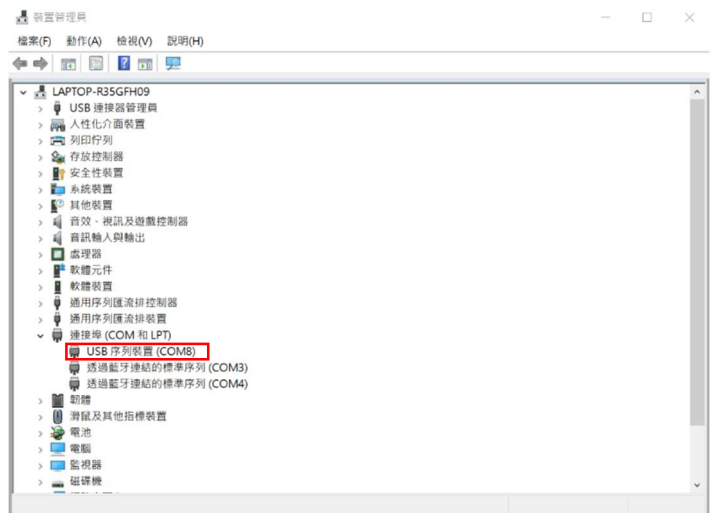 裝置管理員
檔案(F) 動作(A) 檢視(V) 說明(H)
LAPTOP-R35GFH09
USB 連接器管理員
人性化介面裝置
列印佇列
存放控制器
安全性裝置
系統裝置
其他裝置
音效、視訊及遊戲控制器
音訊輸入與輸出
處理器
軟體元件
軟體裝置
通用序列匯流排控制器
通用序列匯流排裝置
連接埠 (COM 和 LPT)
USB 序列裝置 (COM8)
透過藍牙連結的標準序列 (COM3)
透過藍牙連結的標準序列 (COM4)
韌體
滑鼠及其他指標裝置
電池
電腦
監視器
磁碟機